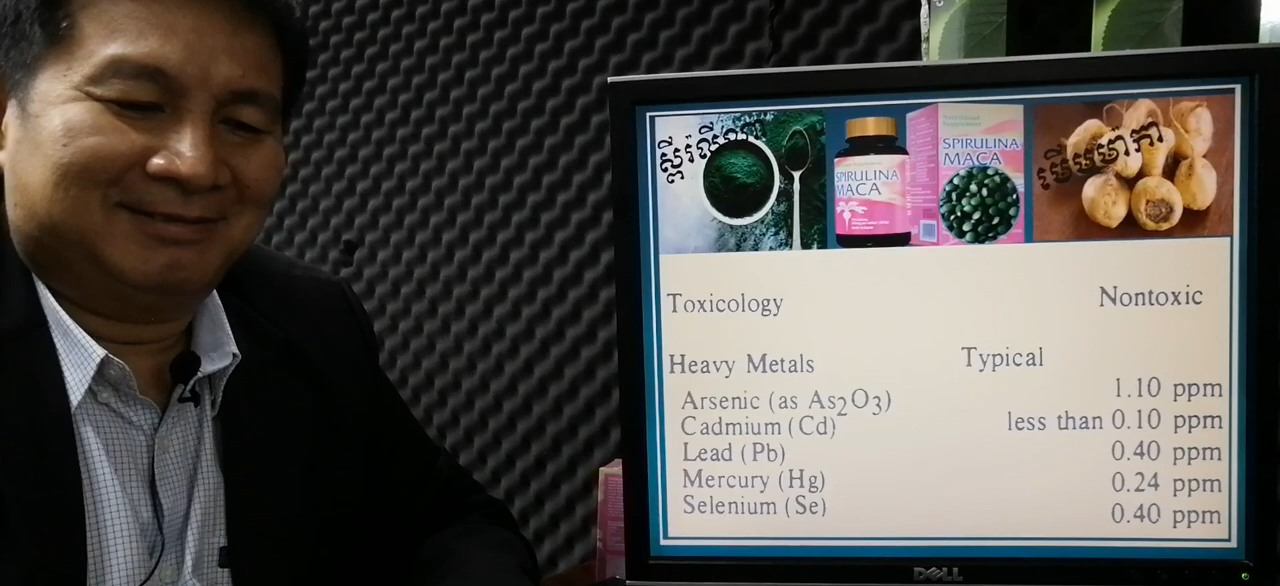 ស្ពីរូលីណា
SPIRULINA
MACA
Nutritional
Supplement
SPIRULINA
MACA
មើមម៉ាកា
Toxicology Nontoxic
Heavy Metals Typical
Arsenic (as As2O3) 1.10 ppm
Cadmium (Cd) less than 0.10 ppm
Lead (Pb) 0.40 ppm
Mercury (Hg) 0.24 ppm
Selenium (Se) 0.40 ppm
DELL